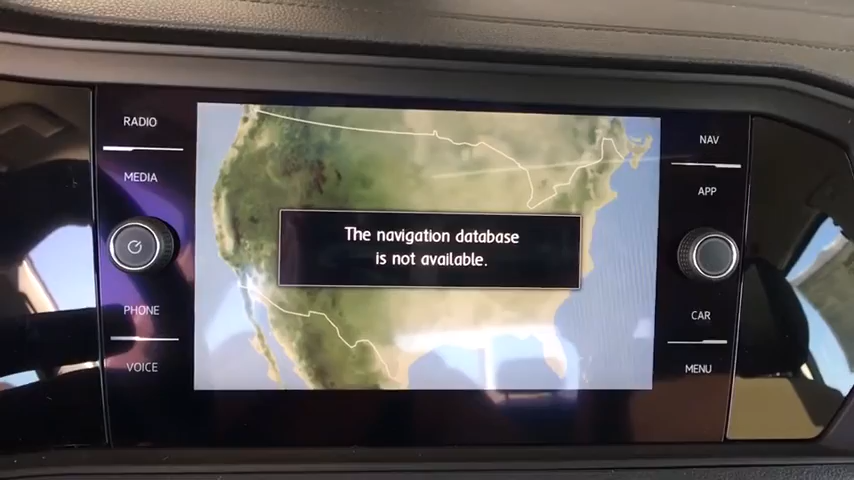 RADIO
MEDIA
PHONE
VOICE
The navigation database
is not available.
NAV
APP
CAR
MENU